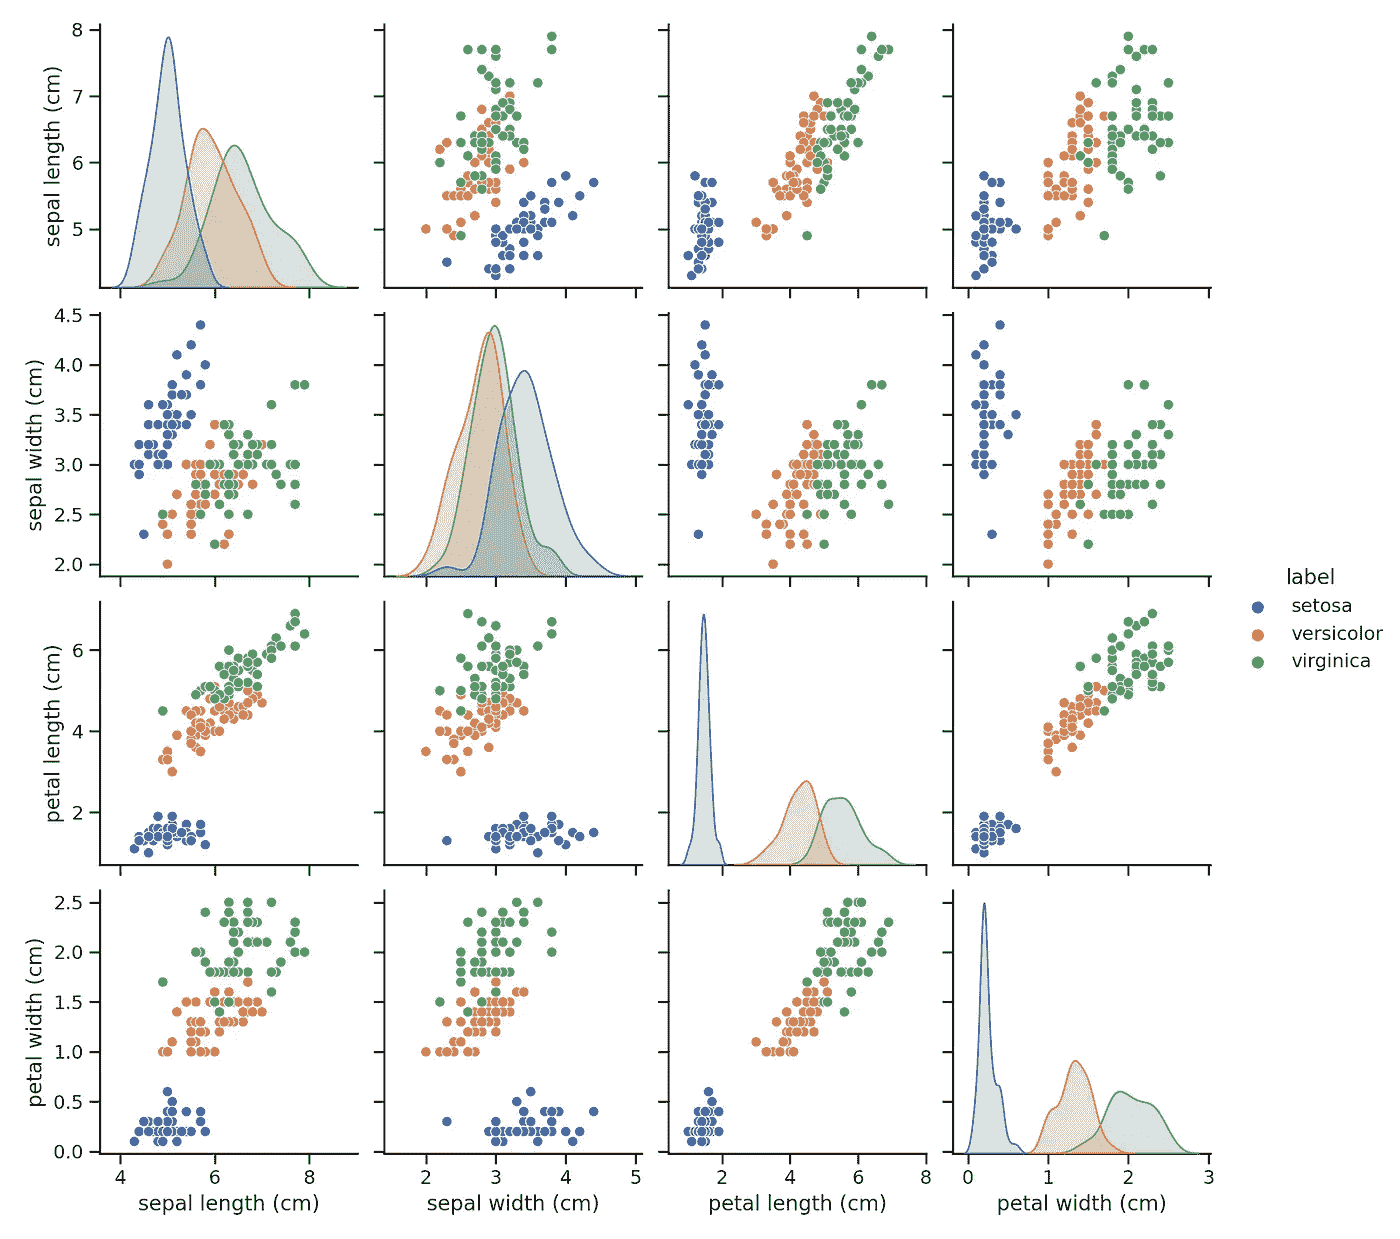 8
7
6
5
sepal length (cm)
4.5
4.0
3.5
3.0
2.5
2.0
sepal width (cm)
label
setosa
versicolor
virginica
6
4
2
petal length (cm)
2.5
2.0
1.5
1.0
0.5
0.0
petal width (cm)
4 6 8
sepal length (cm)
2 3 4 5
sepal width (cm)
2 4 6 8
petal length (cm)
0 1 2 3
petal width (cm)